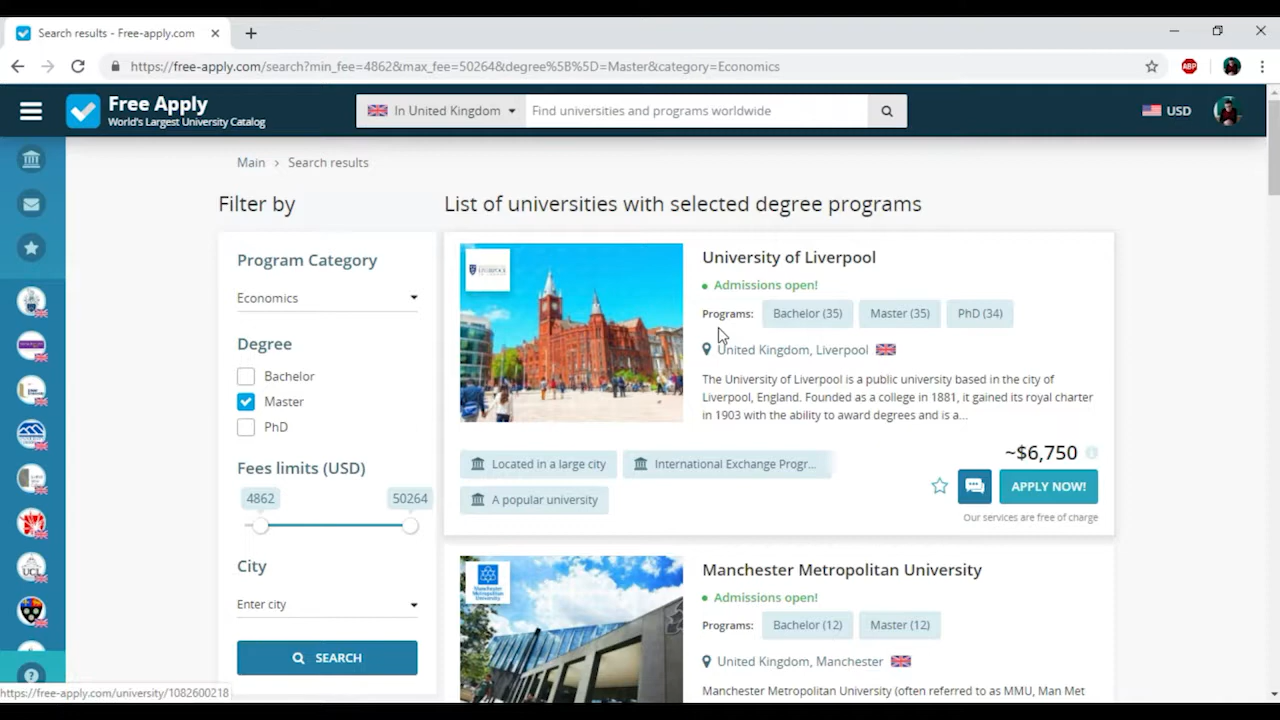 Search results - Free-apply.com
https://free-apply.com/search?min_fee=4862&max_fee=50264&degree%5B%5D=Master&category=Economics
ABP
Free Apply
World's Largest University Catalog
In United Kingdom
Find universities and programs worldwide
USD
Main > Search results
Filter by
Program Category
Economics
Degree
Bachelor
Master
PhD
Fees limits (USD)
4862 50264
City
Enter city
SEARCH
List of universities with selected degree programs
LIVERPOOL
University of Liverpool
Admissions open!
Programs: Bachelor (35) Master (35) PhD (34)
United Kingdom, Liverpool
The University of Liverpool is a public university based in the city of
Liverpool, England. Founded as a college in 1881, it gained its royal charter
in 1903 with the ability to award degrees and is a...
Located in a large city
International Exchange Progr...
A popular university
~$6,750
APPLY NOW!
Our services are free of charge
Manchester
Metropolitan
University
Manchester Metropolitan University
Admissions open!
Programs: Bachelor (12) Master (12)
United Kingdom, Manchester
Manchester Metropolitan University (often referred to as MMU, Man Met
UCL
?
https://free-apply.com/university/1082600218